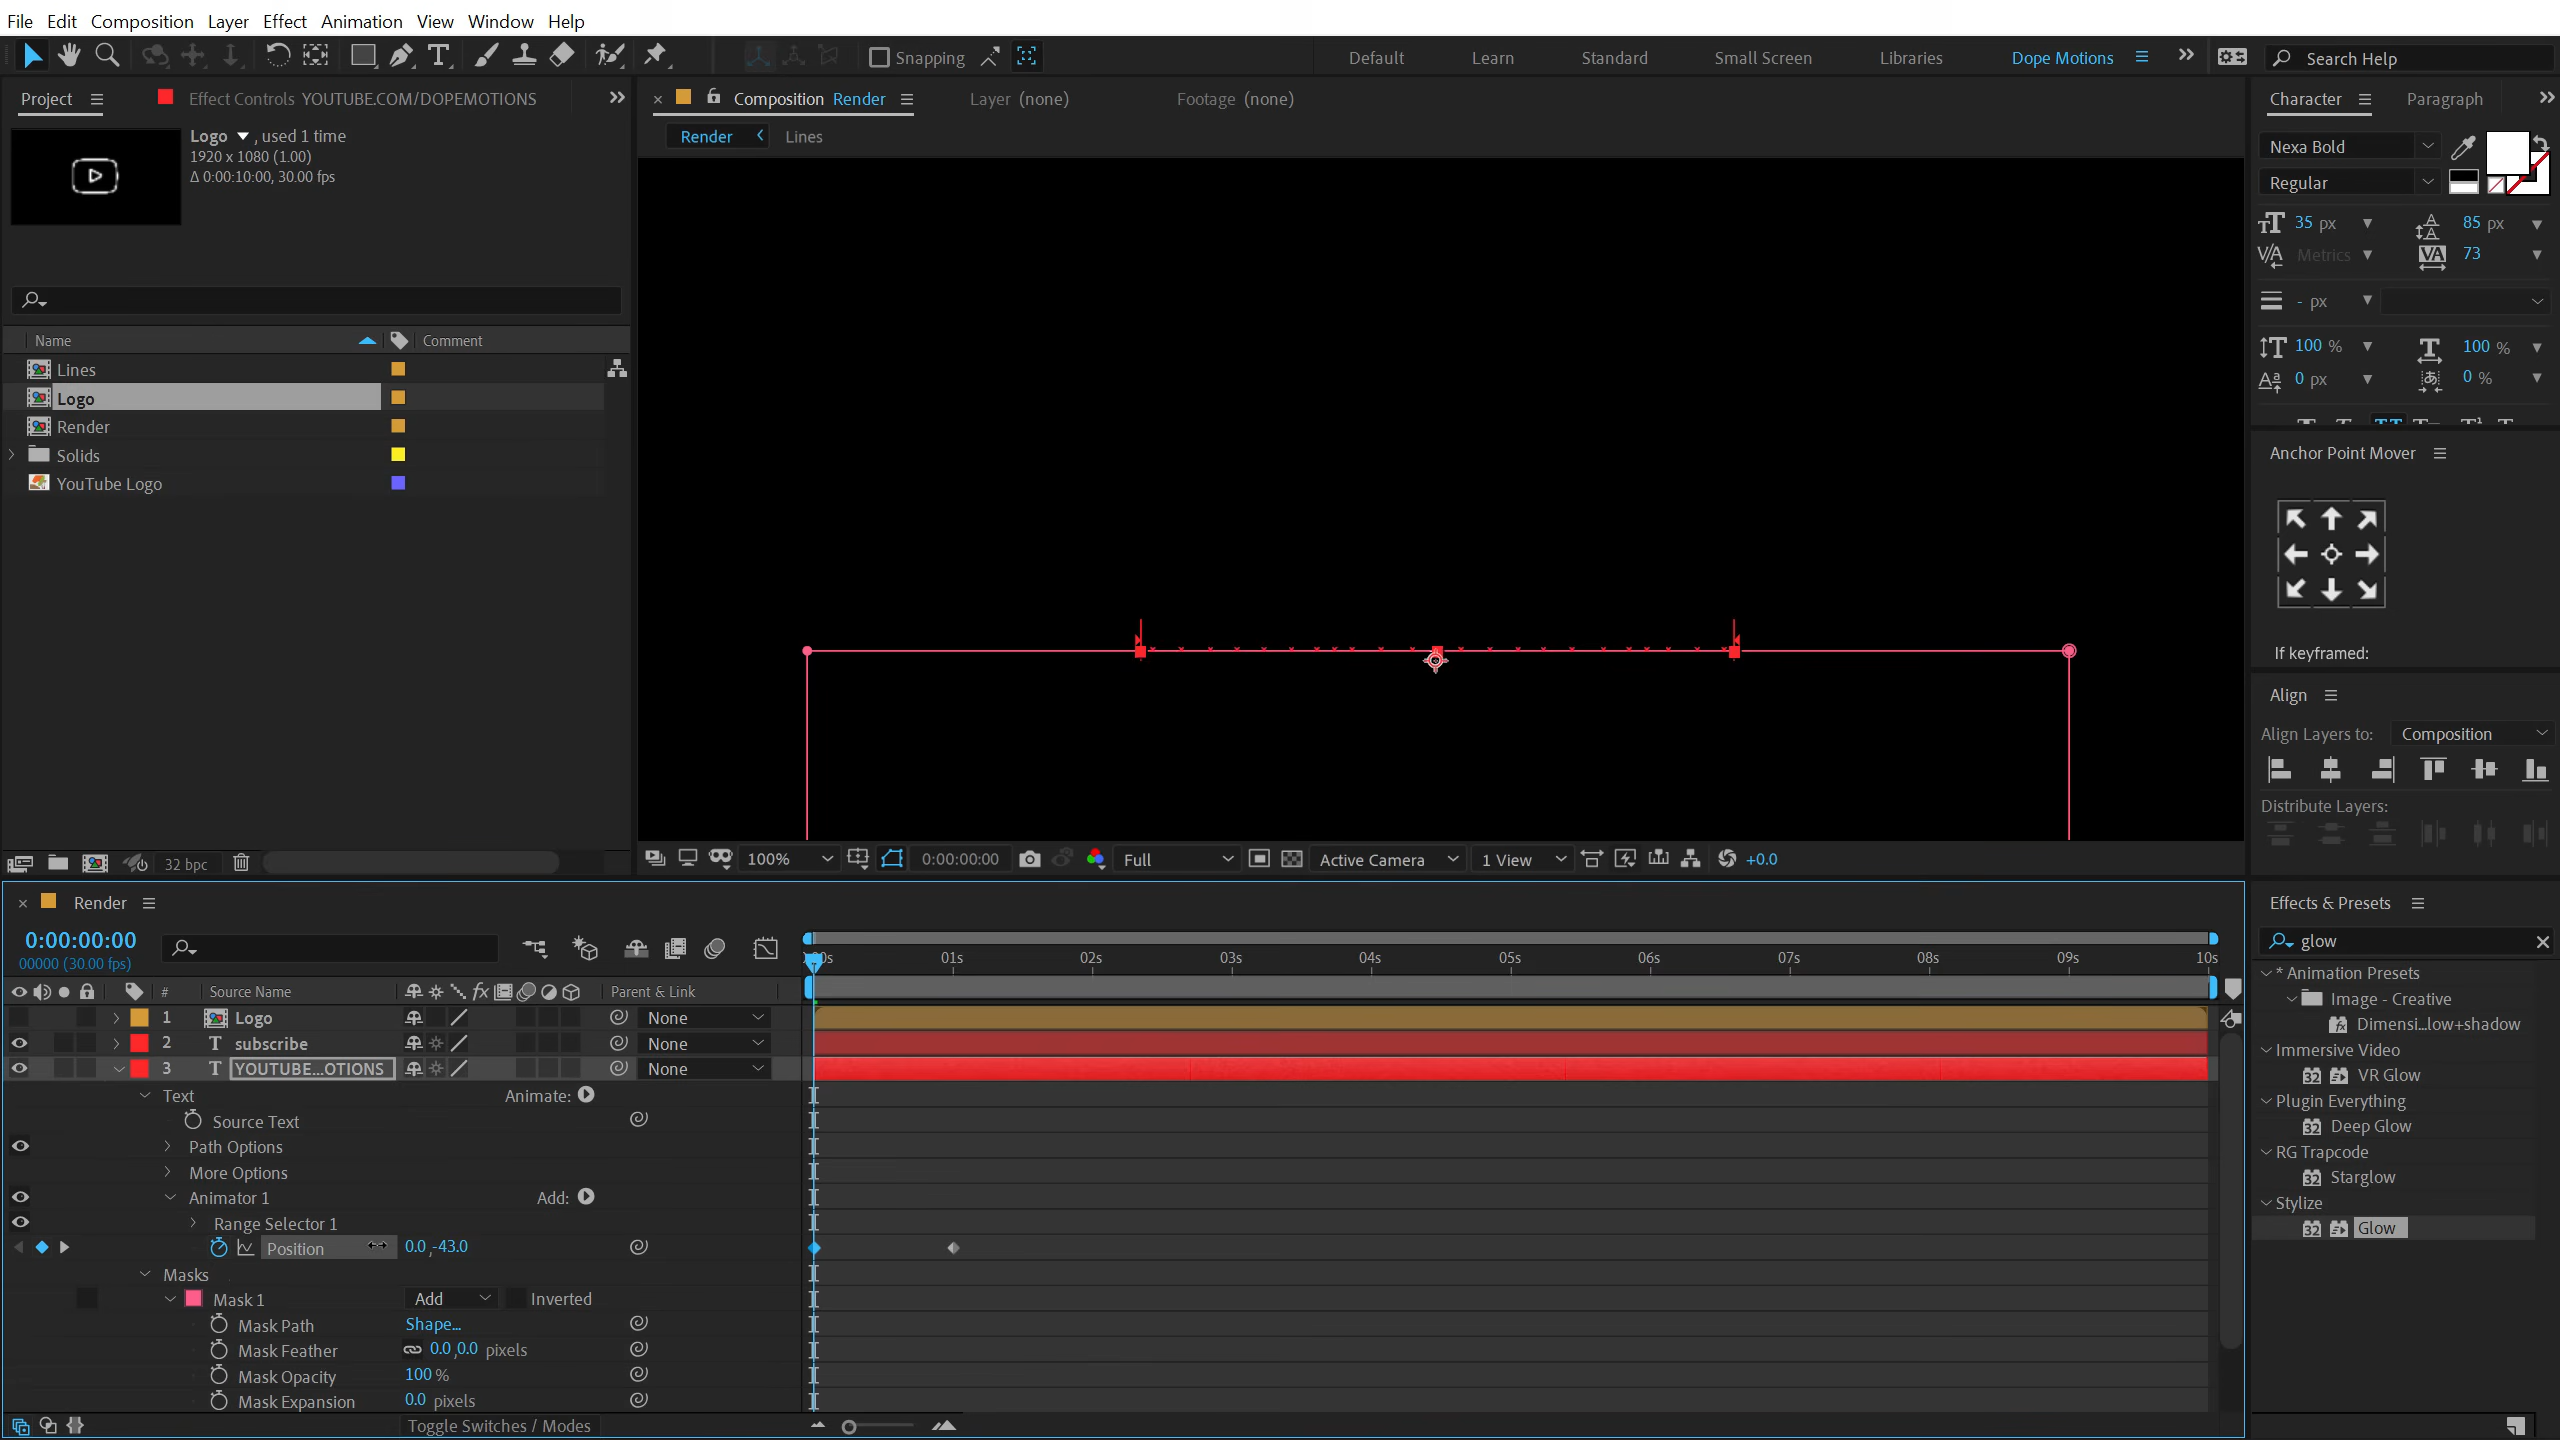 File Edit Composition Layer Effect Animation View Window Help
Snapping Default Learn Standard Small Screen Libraries Dope Motions Search Help
Project Effect Controls YOUTUBE.COM/DOPEMOTIONS Composition Render Layer (none) Footage (none) Character Paragraph
Logo , used 1 time
1920 x 1080 (1.00)
Δ 0:00:10:00, 30.00 fps
Render Lines
Nexa Bold
Regular
35 px 85 px
Metrics 73
- px
100 % 100 %
0 px 0 %
Name Comment
Lines
Logo
Render
Solids
YouTube Logo
Anchor Point Mover
If keyframed:
Align
Align Layers to: Composition
Distribute Layers:
32 bpc 100% 0:00:00:00 Full Active Camera 1 View +0.0
Render
0:00:00:00
00000 (30.00 fps)
01s 02s 03s 04s 05s 06s 07s 08s 09s 10s
# Source Name Parent & Link
1 Logo None
2 subscribe None
3 YOUTUBE...OTIONS None
Text Animate:
Source Text
Path Options
More Options
Animator 1 Add:
Range Selector 1
Position 0.0,-43.0
Masks
Mask 1 Add Inverted
Mask Path Shape...
Mask Feather 0.0,0.0 pixels
Mask Opacity 100 %
Mask Expansion 0.0 pixels
Toggle Switches / Modes
Effects & Presets
glow
* Animation Presets
Image - Creative
Dimensi...low+shadow
Immersive Video
32 VR Glow
Plugin Everything
32 Deep Glow
RG Trapcode
32 Starglow
Stylize
32 Glow